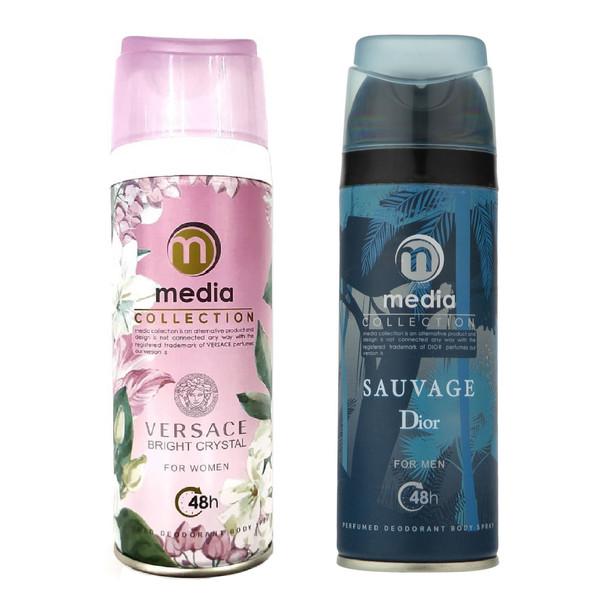 m
media
COLLECTION
media collection is an alternative product and
design is not connected any way with the
registered trademark of VERSACE perfumes
our version is
VERSACE
BRIGHT CRYSTAL
FOR WOMEN
48h
DEODORANT BODY
m
media
COLLECTION
media collection is an alternative product and
design is not connected any way with the
registered trademark of DIOR perfumes our
version is
SAUVAGE
Dior
FOR MEN
48h
PERFUMED DEODORANT BODY SPRAY